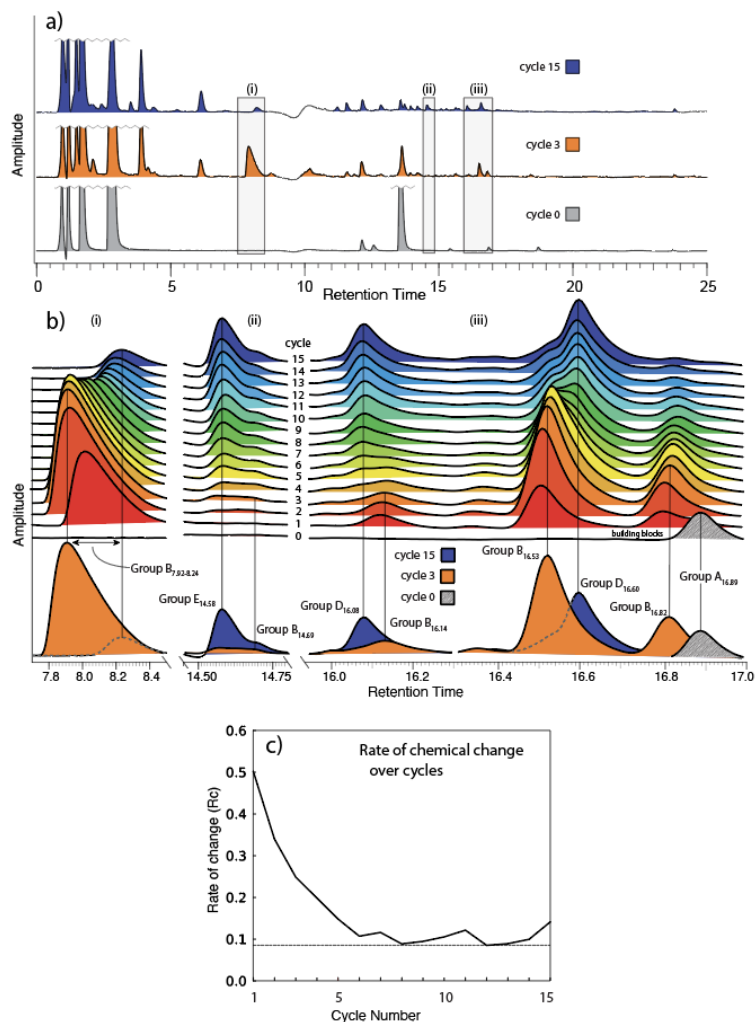 a)
(i)
(ii)
(iii)
cycle 15
cycle 3
cycle 0
Amplitude
Amplitude
0 5 10 15 20 25
Retention Time
Retention Time
b)
(i)
(ii)
(iii)
cycle
15
14
13
12
11
10
9
8
7
6
5
4
3
2
1
0
building blocks
Amplitude
cycle 15
cycle 3
cycle 0
Group B7.92-8.24
Group E14.58
Group B14.69
Group D16.08
Group B16.14
Group B16.53
Group D16.60
Group B16.82
Group A16.89
7.8 8.0 8.2 8.4 14.50 14.75 16.0 16.2 16.4 16.6 16.8 17.0
Retention Time
c)
Rate of chemical change
over cycles
Rate of change (Rc)
0.6
0.5
0.4
0.3
0.2
0.1
0.0
1 5 10 15
Cycle Number